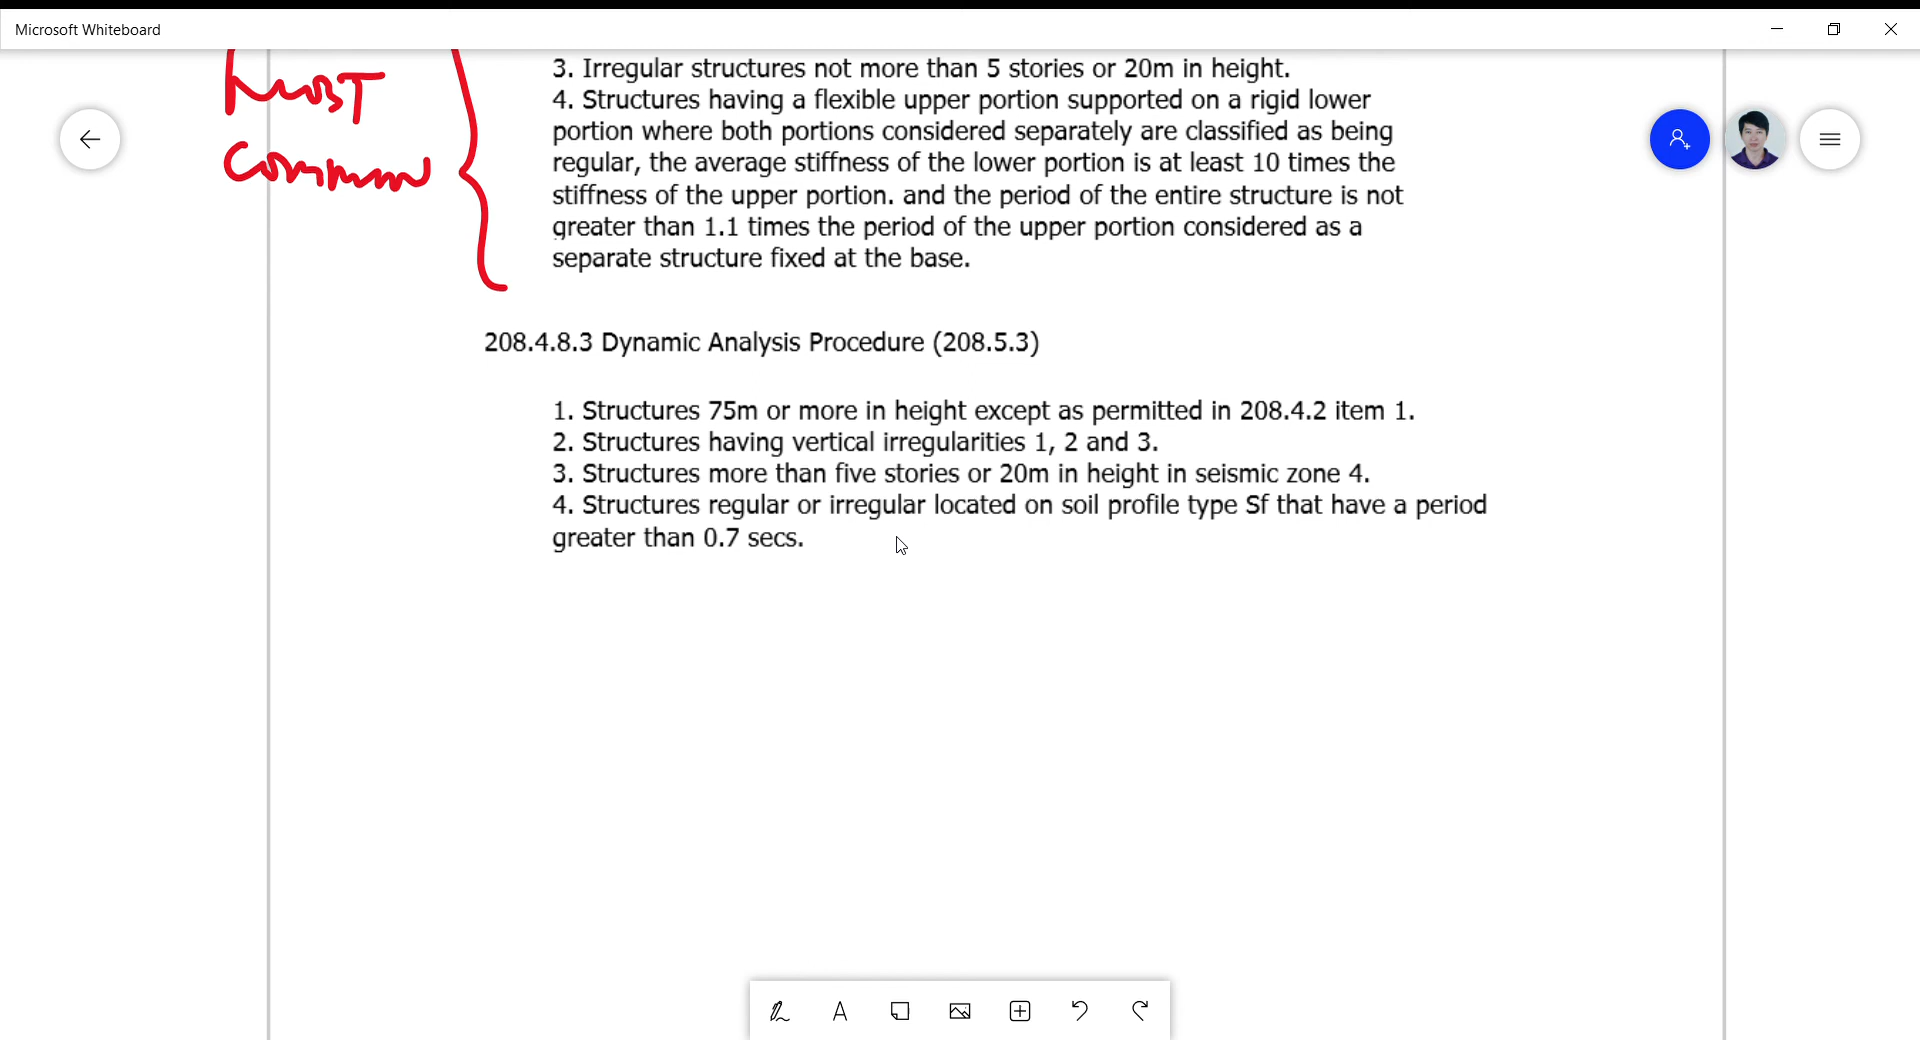 Microsoft Whiteboard
3. Irregular structures not more than 5 stories or 20m in height.
MOST
4. Structures having a flexible upper portion supported on a rigid lower
portion where both portions considered separately are classified as being
common
regular, the average stiffness of the lower portion is at least 10 times the
stiffness of the upper portion. and the period of the entire structure is not
greater than 1.1 times the period of the upper portion considered as a
separate structure fixed at the base.
208.4.8.3 Dynamic Analysis Procedure (208.5.3)
1. Structures 75m or more in height except as permitted in 208.4.2 item 1.
2. Structures having vertical irregularities 1, 2 and 3.
3. Structures more than five stories or 20m in height in seismic zone 4.
4. Structures regular or irregular located on soil profile type Sf that have a period
greater than 0.7 secs.